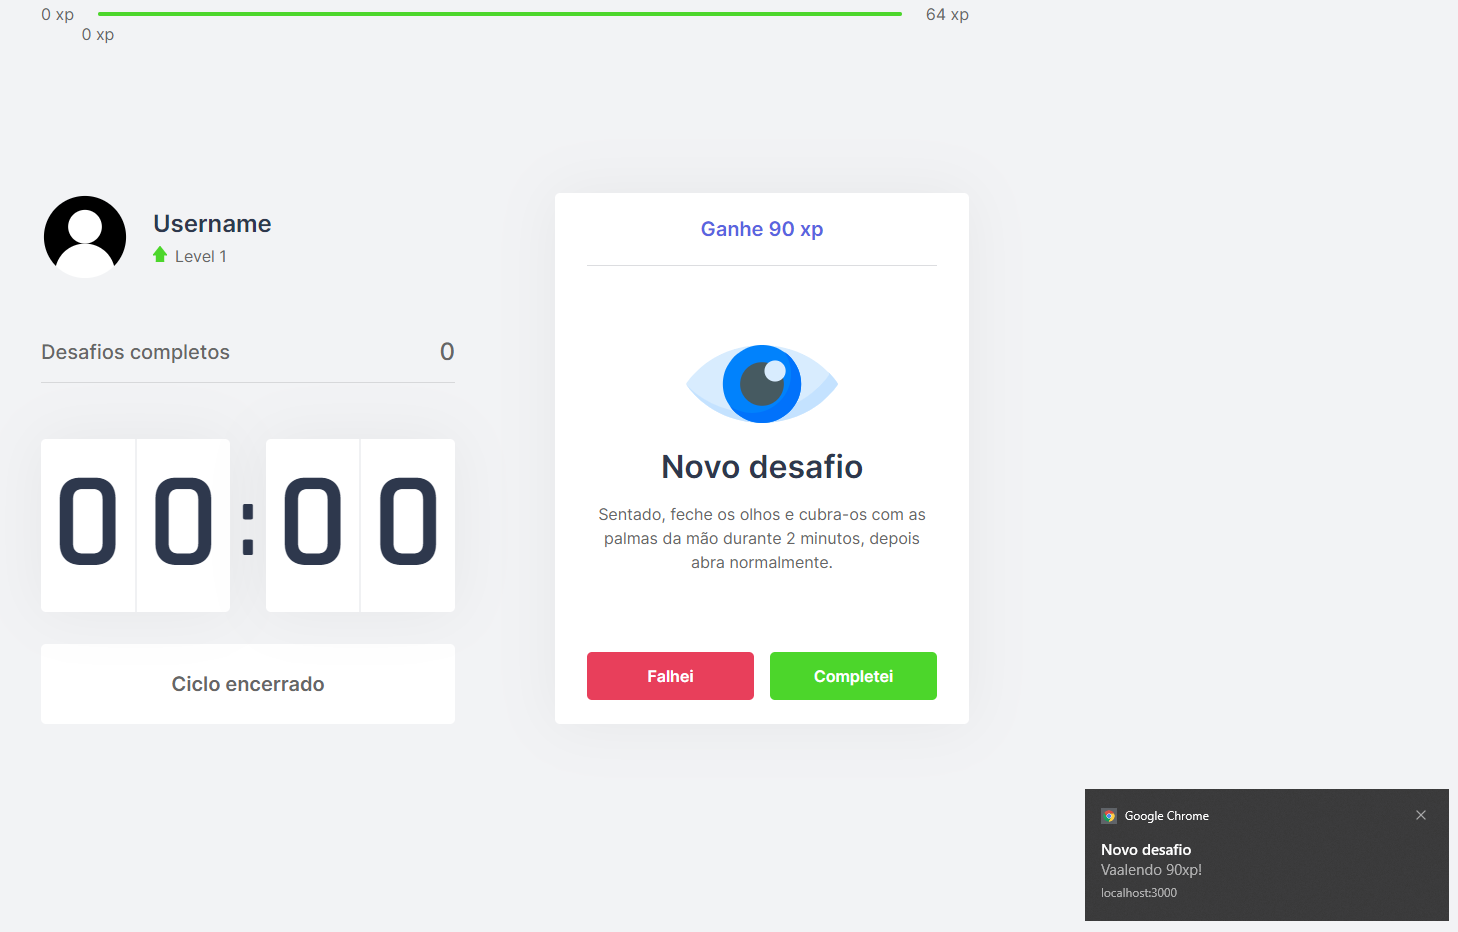 0 xp
64 xp
0 xp
Username
Level 1
Desafios completos
0
00:00
Ciclo encerrado
Ganhe 90 xp
Novo desafio
Sentado, feche os olhos e cubra-os com as
palmas da mão durante 2 minutos, depois
abra normalmente.
Falhei
Completei
Google Chrome
Novo desafio
Vaalendo 90xp!
localhost:3000